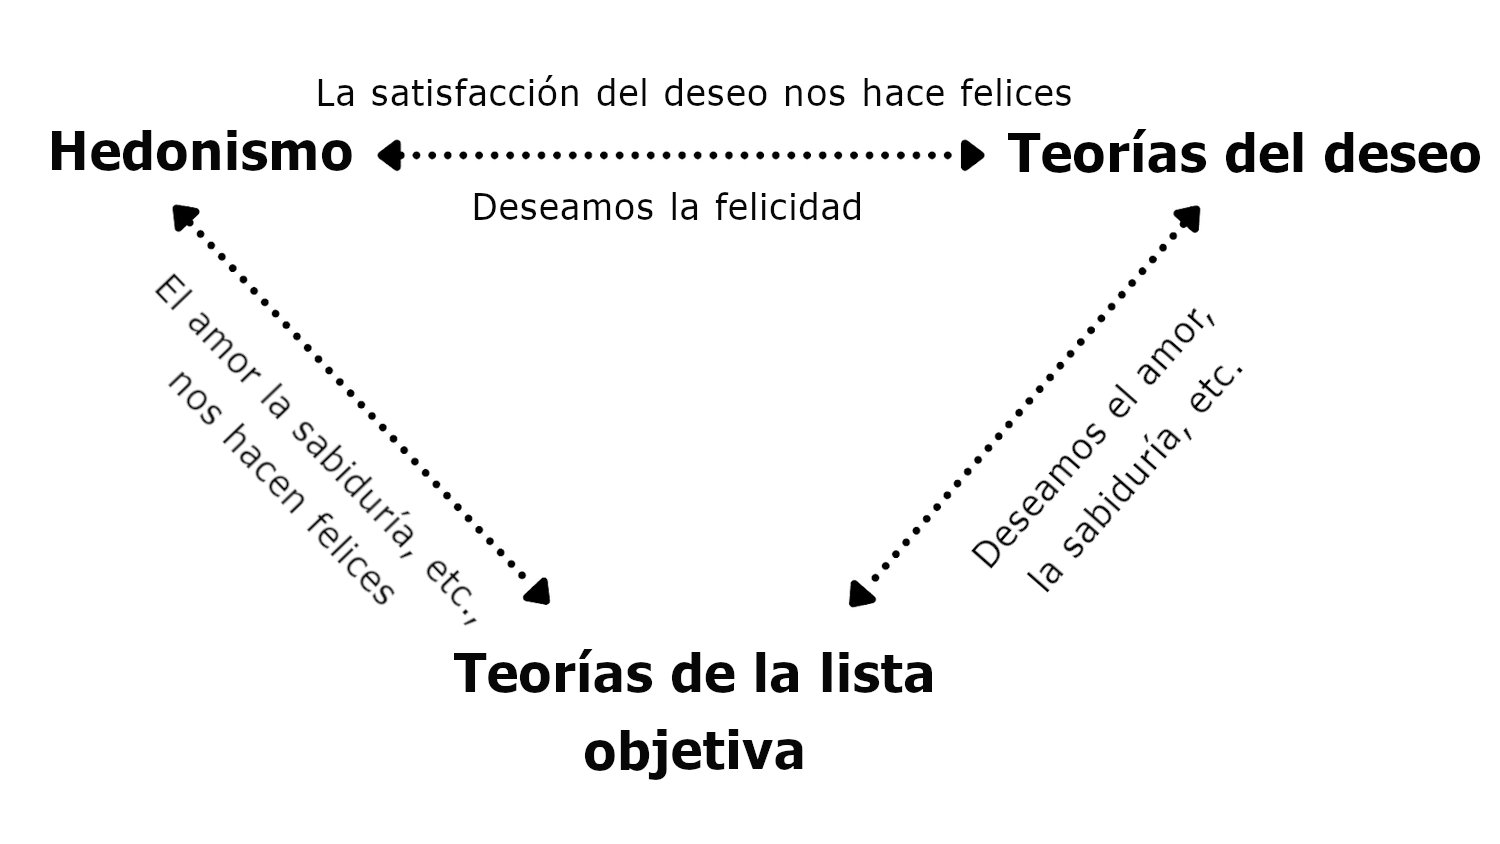 La satisfacción del deseo nos hace felices
Hedonismo
Teorías del deseo
Deseamos la felicidad
El amor la sabiduría, etc.,
nos hacen felices
Deseamos el amor,
la sabiduría, etc.
Teorías de la lista
objetiva